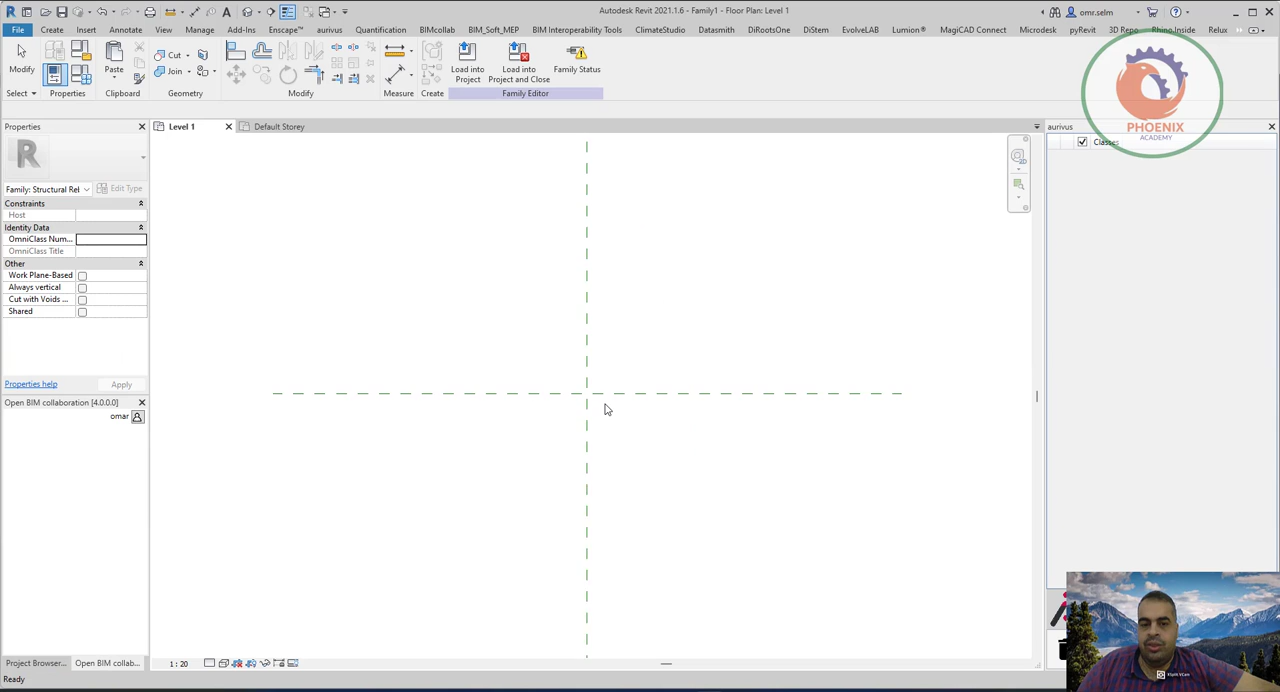 Autodesk Revit 2021.1.6 - Family1 - Floor Plan: Level 1
omr.selm
File Create Insert Annotate View Manage Add-Ins Enscape™ aurivus Quantification BIMcollab BIM_Soft_MEP BIM Interoperability Tools ClimateStudio Datasmith DiRootsOne DiStem EvolveLAB Lumion® MagiCAD Connect Microdesk pyRevit 3D Repo Rhino.Inside Relux
Modify
Paste
Cut
Join
Load into Project
Load into Project and Close
Family Status
Select Properties Clipboard Geometry Modify Measure Create Family Editor
PHOENIX
ACADEMY
Properties
Level 1
Default Storey
aurivus
Classes
Family: Structural Rel
Edit Type
Constraints
Host
Identity Data
OmniClass Num...
OmniClass Title
Other
Work Plane-Based
Always vertical
Cut with Voids ...
Shared
Properties help
Apply
Open BIM collaboration [4.0.0.0]
omar
Project Browser...
Open BIM collab...
1 : 20
Ready
XSplit VCam